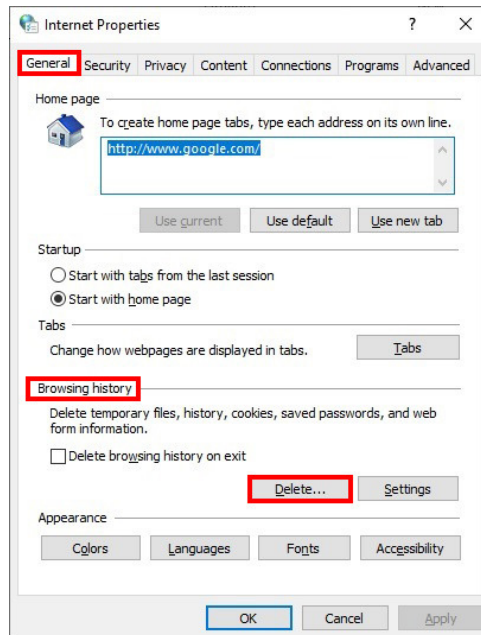 Internet Properties
?
General Security Privacy Content Connections Programs Advanced
Home page
To create home page tabs, type each address on its own line.
http://www.google.com/
Use current Use default Use new tab
Startup
Start with tabs from the last session
Start with home page
Tabs
Change how webpages are displayed in tabs. Tabs
Browsing history
Delete temporary files, history, cookies, saved passwords, and web
form information.
Delete browsing history on exit
Delete... Settings
Appearance
Colors Languages Fonts Accessibility
OK Cancel Apply